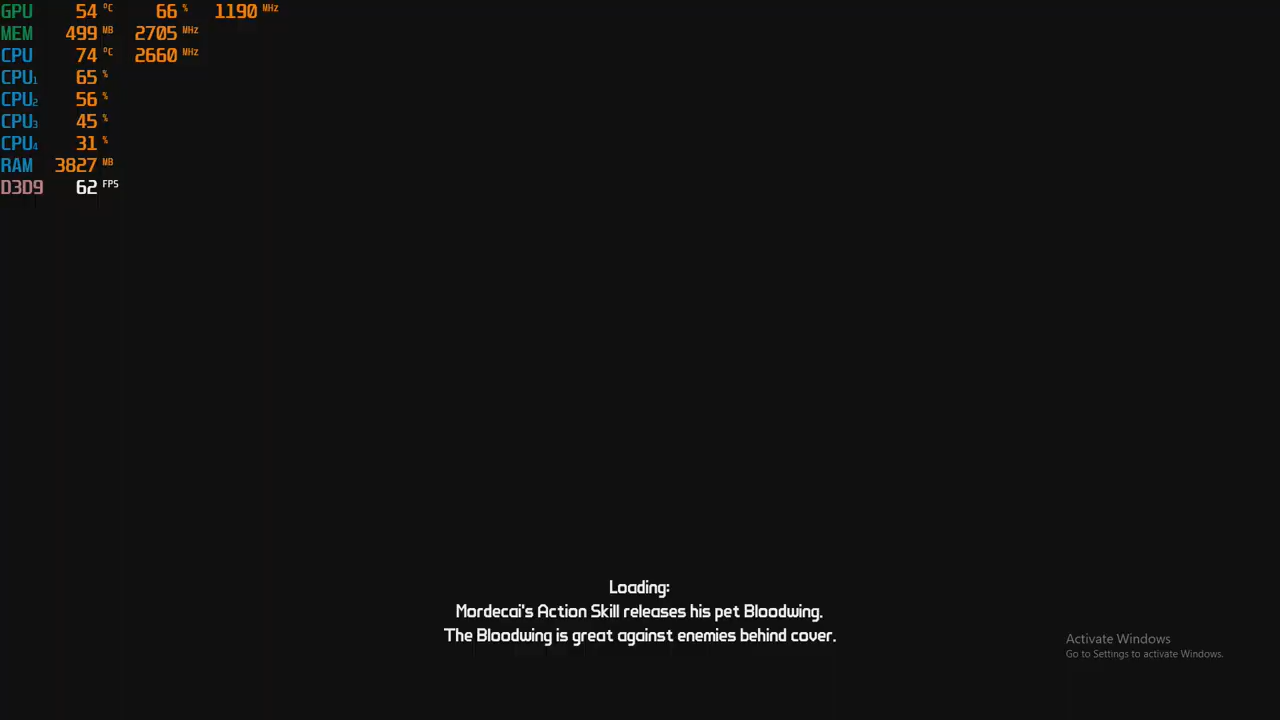 GPU 54 °C 66 % 1190 MHz
MEM 499 MB 2705 MHz
CPU 74 °C 2660 MHz
CPU1 65 %
CPU2 56 %
CPU3 45 %
CPU4 31 %
RAM 3827 MB
D3D9 62 FPS
Loading:
Mordecai's Action Skill releases his pet Bloodwing.
The Bloodwing is great against enemies behind cover.
Activate Windows
Go to Settings to activate Windows.